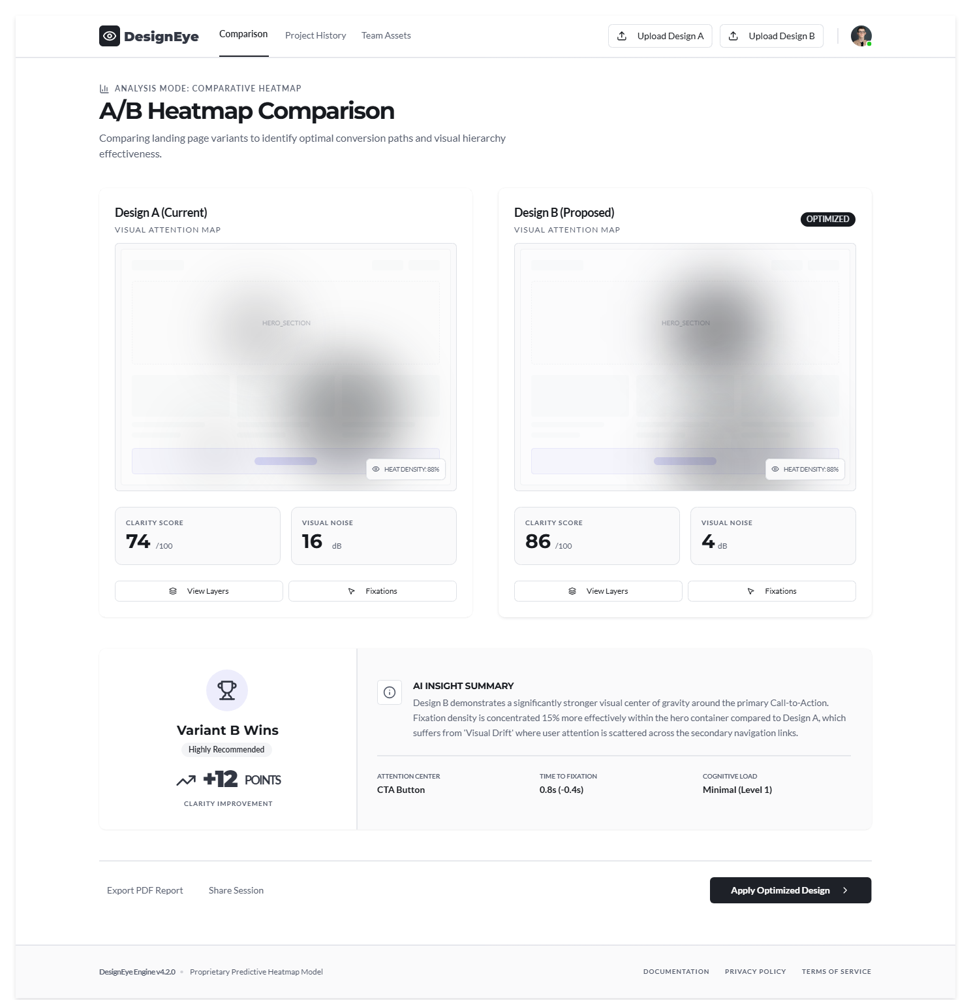 DesignEye
Comparison
Project History
Team Assets
Upload Design A
Upload Design B
ANALYSIS MODE: COMPARATIVE HEATMAP
A/B Heatmap Comparison
Comparing landing page variants to identify optimal conversion paths and visual hierarchy
effectiveness.
Design A (Current)
VISUAL ATTENTION MAP
HERO_SECTION
HEAT DENSITY: 88%
CLARITY SCORE
74 /100
VISUAL NOISE
16 dB
View Layers
Fixations
Design B (Proposed)
VISUAL ATTENTION MAP
OPTIMIZED
HERO_SECTION
HEAT DENSITY: 88%
CLARITY SCORE
86 /100
VISUAL NOISE
4 dB
View Layers
Fixations
Variant B Wins
Highly Recommended
+12 POINTS
CLARITY IMPROVEMENT
AI INSIGHT SUMMARY
Design B demonstrates a significantly stronger visual center of gravity around the primary Call-to-Action.
Fixation density is concentrated 15% more effectively within the hero container compared to Design A, which
suffers from 'Visual Drift' where user attention is scattered across the secondary navigation links.
ATTENTION CENTER
CTA Button
TIME TO FIXATION
0.8s (-0.4s)
COGNITIVE LOAD
Minimal (Level 1)
Export PDF Report
Share Session
Apply Optimized Design
DesignEye Engine v4.2.0
Proprietary Predictive Heatmap Model
DOCUMENTATION
PRIVACY POLICY
TERMS OF SERVICE